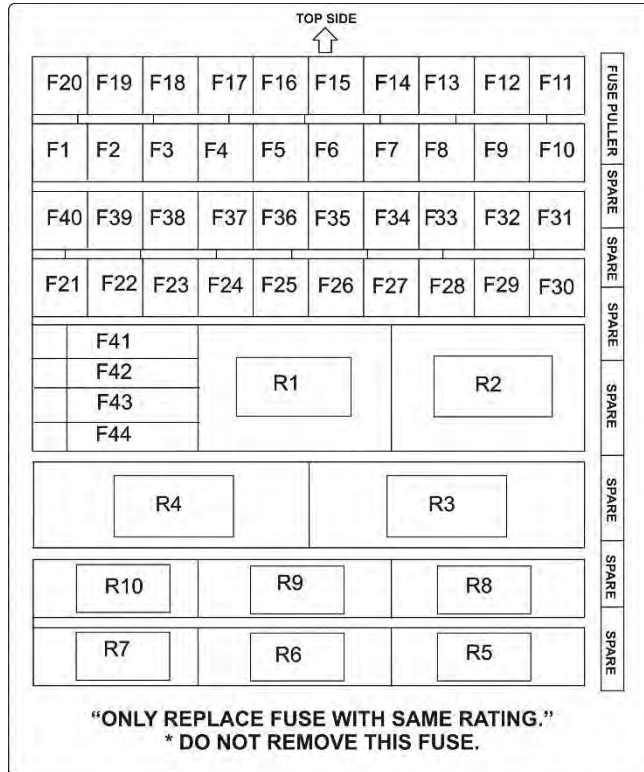 TOP SIDE
F20 F19 F18 F17 F16 F15 F14 F13 F12 F11
F1 F2 F3 F4 F5 F6 F7 F8 F9 F10
F40 F39 F38 F37 F36 F35 F34 F33 F32 F31
F21 F22 F23 F24 F25 F26 F27 F28 F29 F30
F41
F42
F43
F44
R1 R2
R4 R3
R10 R9 R8
R7 R6 R5
FUSE PULLER
SPARE
SPARE
SPARE
SPARE
SPARE
SPARE
SPARE
“ONLY REPLACE FUSE WITH SAME RATING.”
* DO NOT REMOVE THIS FUSE.